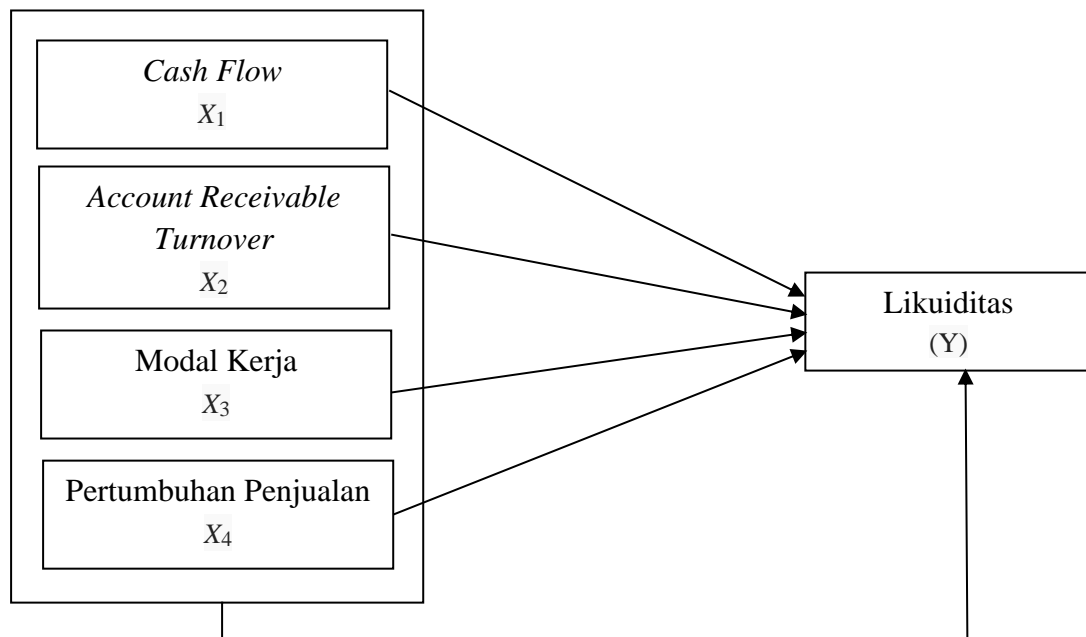 Cash Flow
X1
Account Receivable
Turnover
X2
Modal Kerja
X3
Pertumbuhan Penjualan
X4
Likuiditas
(Y)